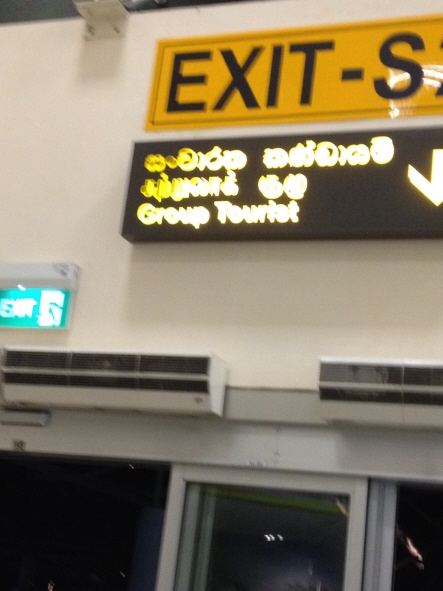 EXIT-S
සංචාරක කණ්ඩායම්
சுற்றுலாக் குழு
Group Tourist
EXIT